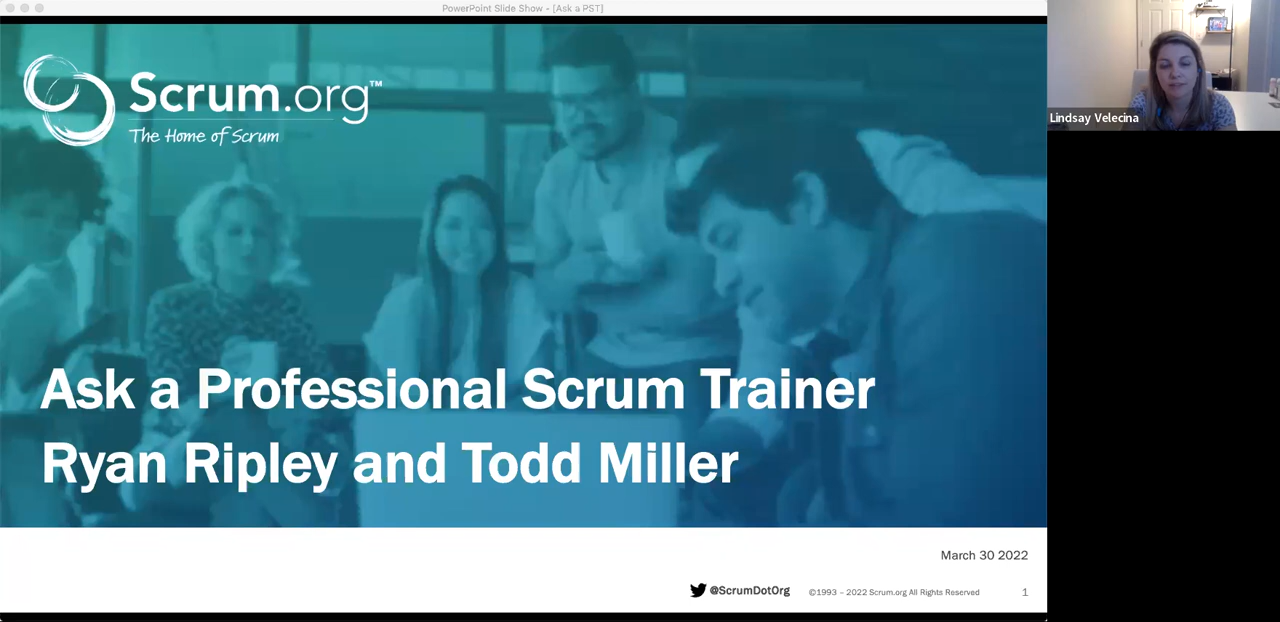 PowerPoint Slide Show - [Ask a PST]
Scrum.org™
The Home of Scrum
Lindsay Velecina
Ask a Professional Scrum Trainer
Ryan Ripley and Todd Miller
March 30 2022
@ScrumDotOrg
©1993 – 2022 Scrum.org All Rights Reserved
1